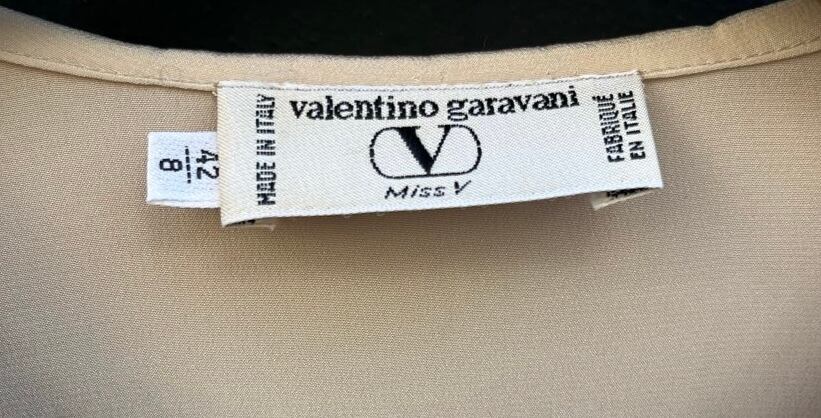 valentino garavani
V
Miss V
MADE IN ITALY
FABRIQUÉ
EN ITALIE
42
8